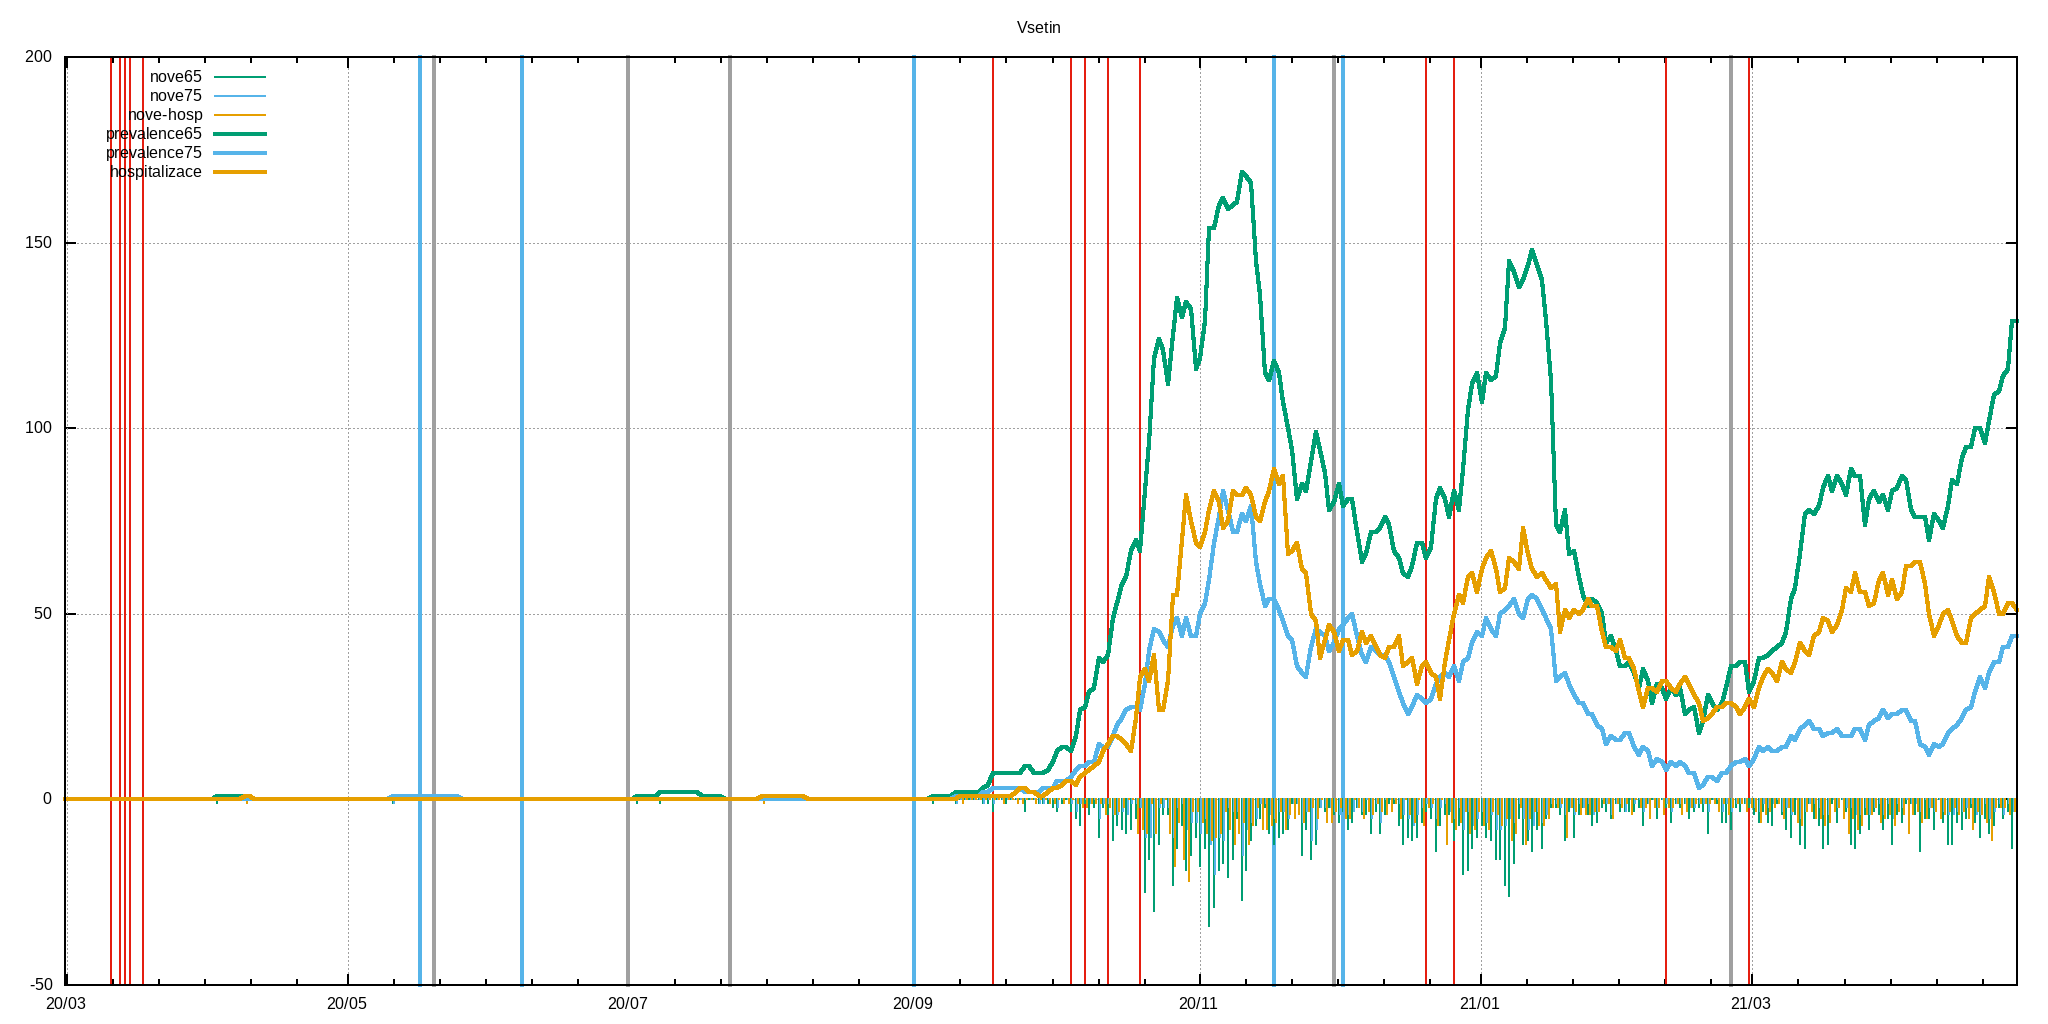 Vsetin
200
150
100
50
0
-50
nove65
nove75
nove-hosp
prevalence65
prevalence75
hospitalizace
20/03 20/05 20/07 20/09 20/11 21/01 21/03